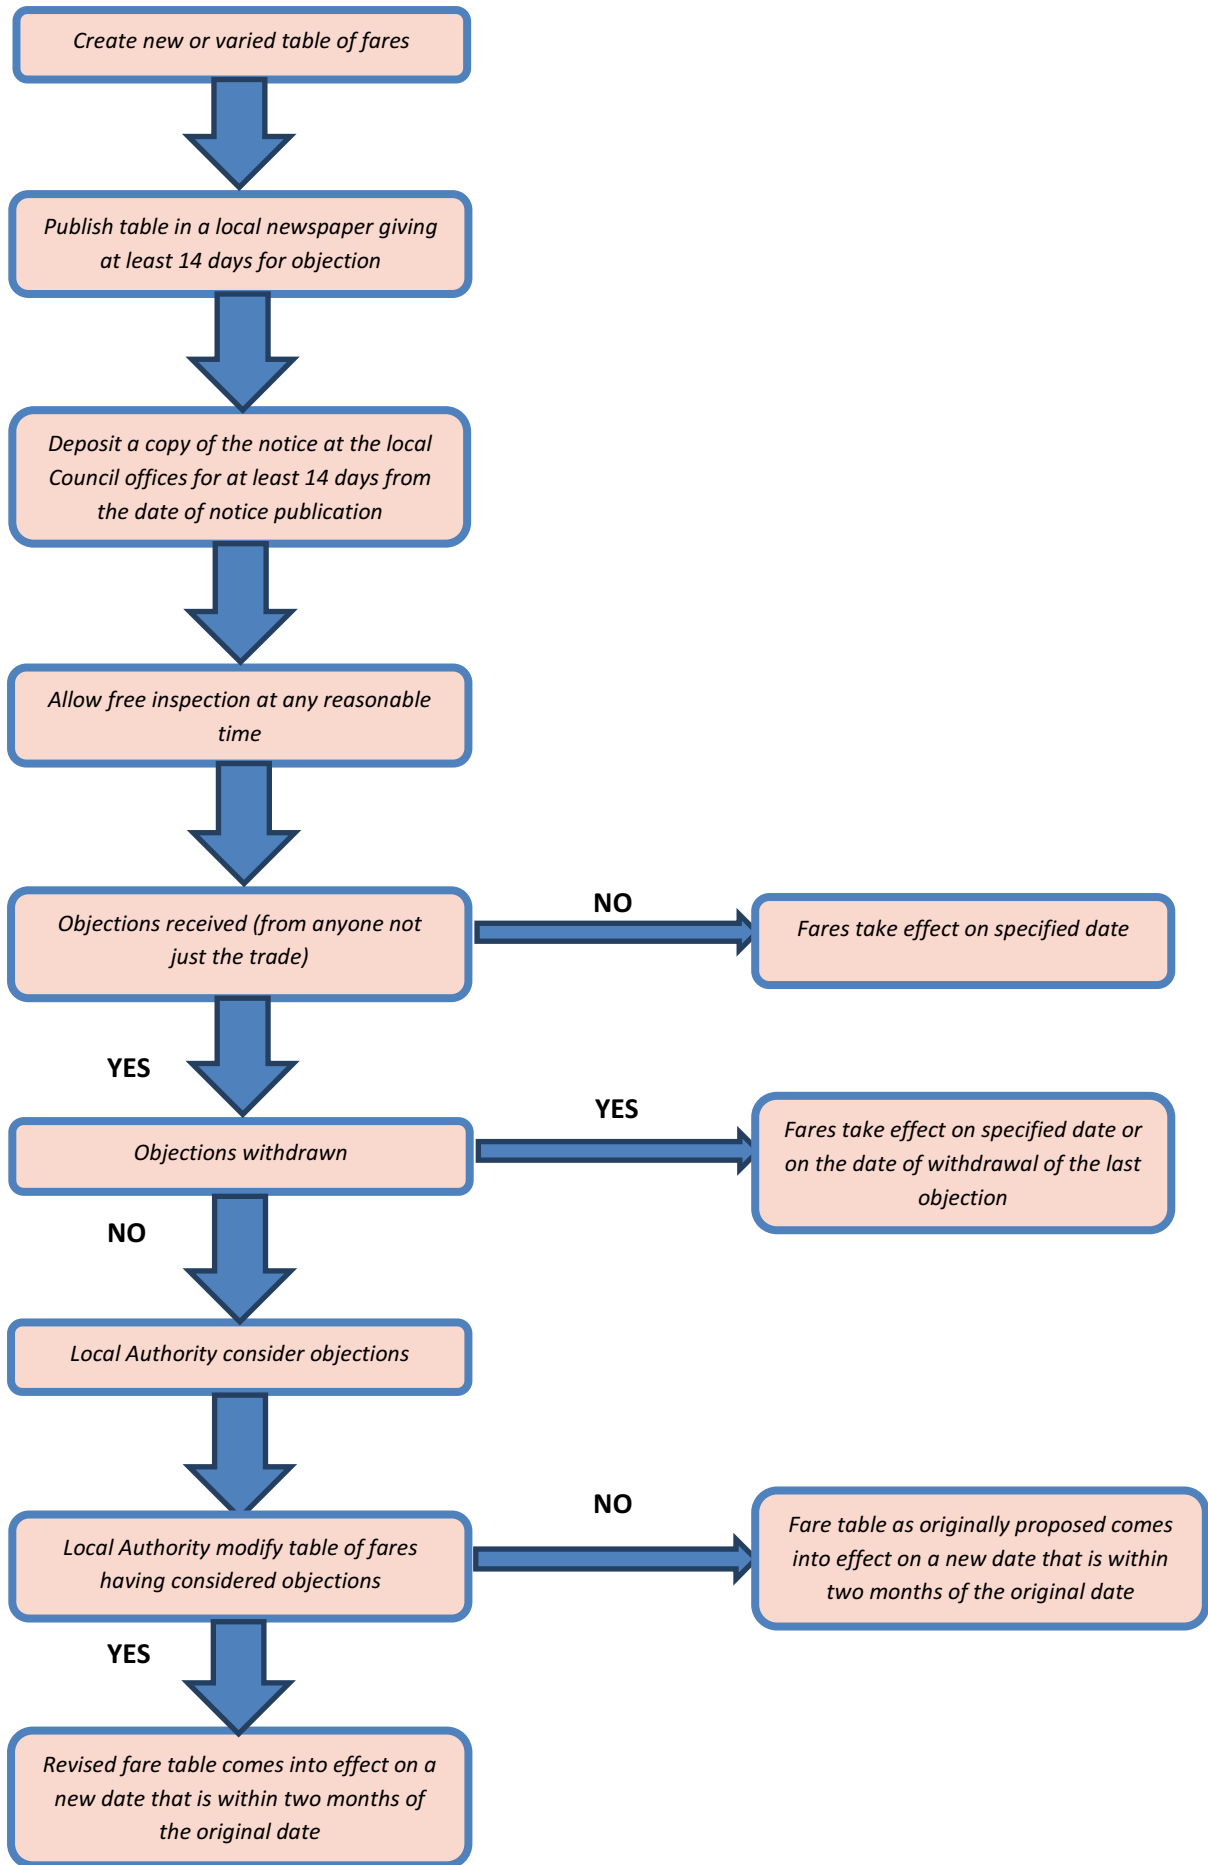 Create new or varied table of fares
Publish table in a local newspaper giving
at least 14 days for objection
Deposit a copy of the notice at the local
Council offices for at least 14 days from
the date of notice publication
Allow free inspection at any reasonable
time
Objections received (from anyone not
just the trade)
NO
Fares take effect on specified date
YES
Objections withdrawn
YES
Fares take effect on specified date or
on the date of withdrawal of the last
objection
NO
Local Authority consider objections
Local Authority modify table of fares
having considered objections
NO
Fare table as originally proposed comes
into effect on a new date that is within
two months of the original date
YES
Revised fare table comes into effect on a
new date that is within two months of
the original date